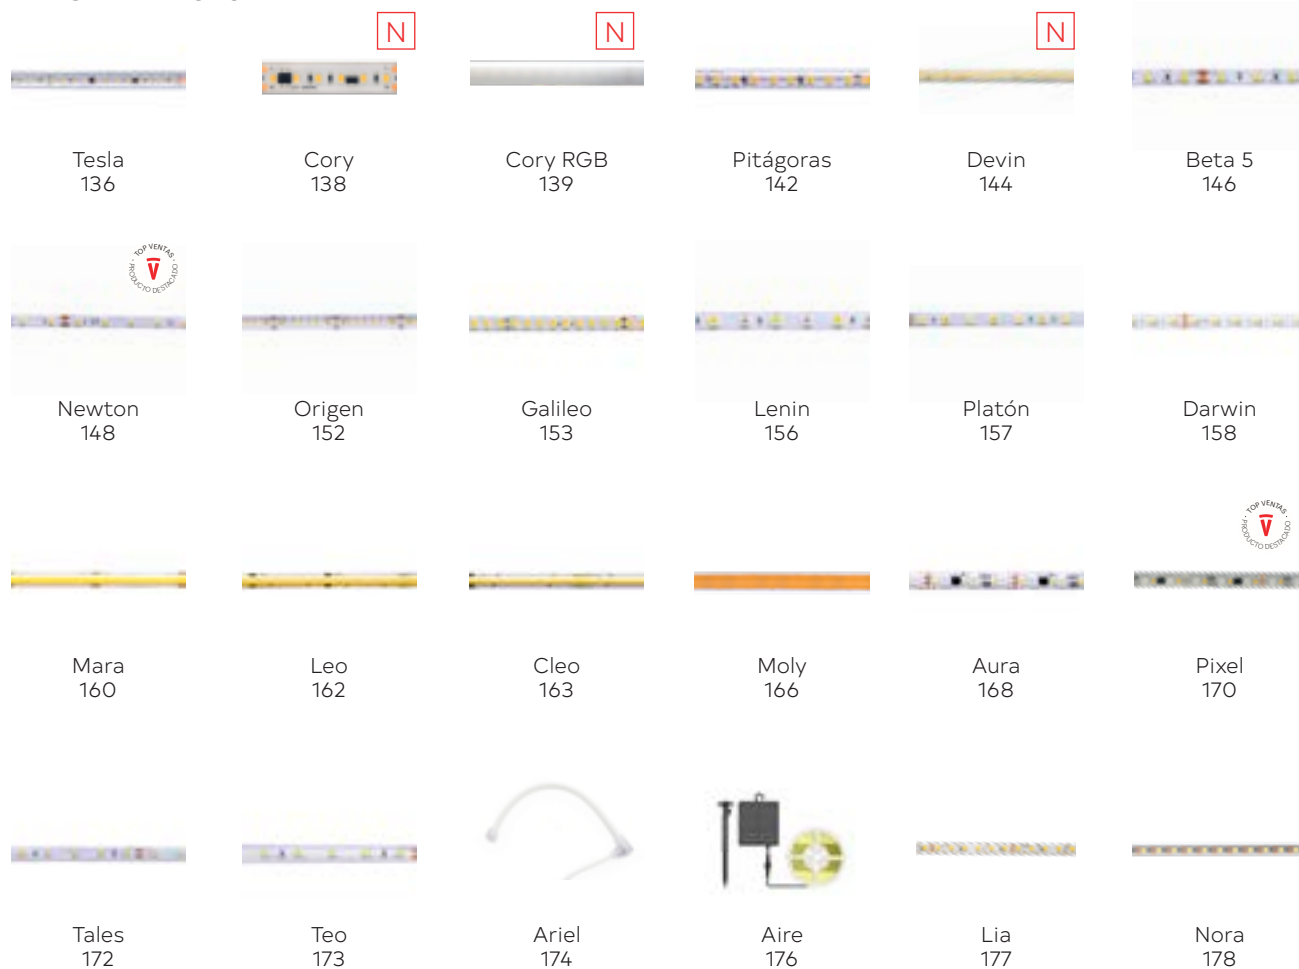 N
N
N
Tesla
136
Cory
138
Cory RGB
139
Pitágoras
142
Devin
144
Beta 5
146
TOP VENTAS
PRODUCTO DESTACADO
Newton
148
Origen
152
Galileo
153
Lenin
156
Platón
157
Darwin
158
TOP VENTAS
PRODUCTO DESTACADO
Mara
160
Leo
162
Cleo
163
Moly
166
Aura
168
Pixel
170
Tales
172
Teo
173
Ariel
174
Aire
176
Lia
177
Nora
178